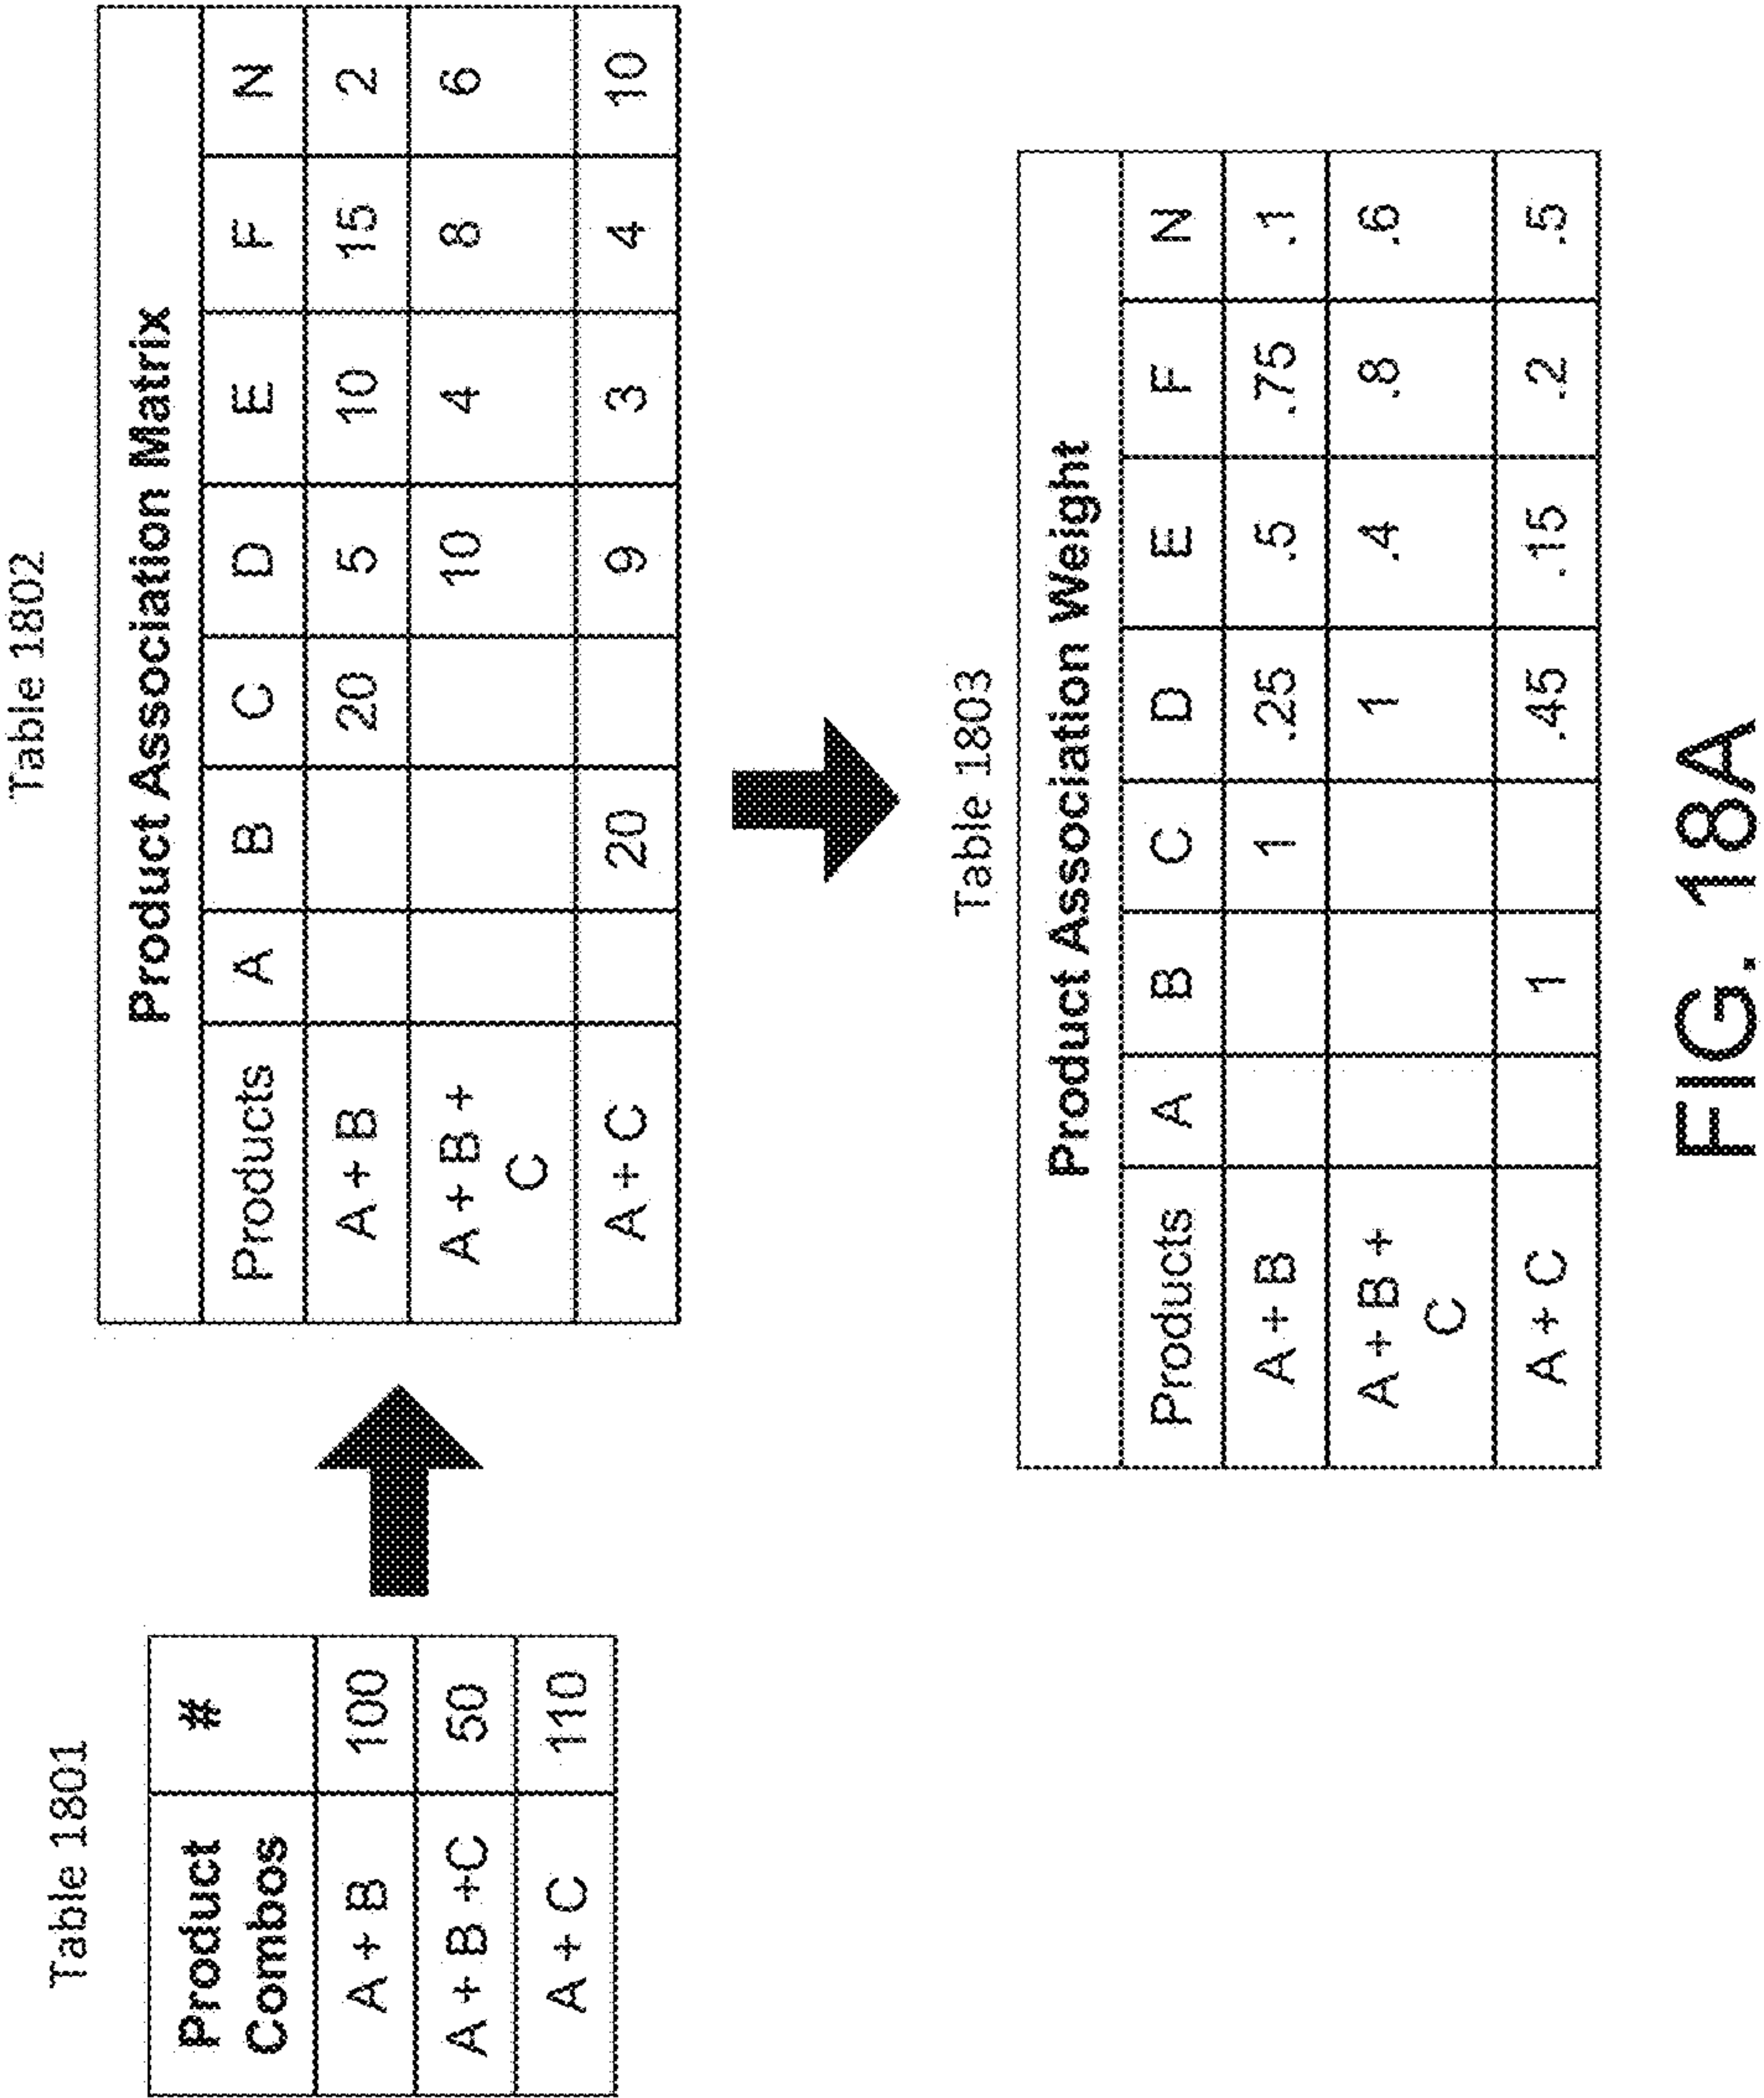 Table 1801
Product Combos #
A + B 100
A + B +C 50
A + C 110
Table 1802
Product Association Matrix
Products A B C D E F N
A + B 20 5 10 15 2
A + B + C 10 4 8 6
A + C 20 9 3 4 10
Table 1803
Product Association Weight
Products A B C D E F N
A + B 1 .25 .5 .75 .1
A + B + C 1 .4 .8 .6
A + C 1 .45 .15 .2 .5
FIG. 18A